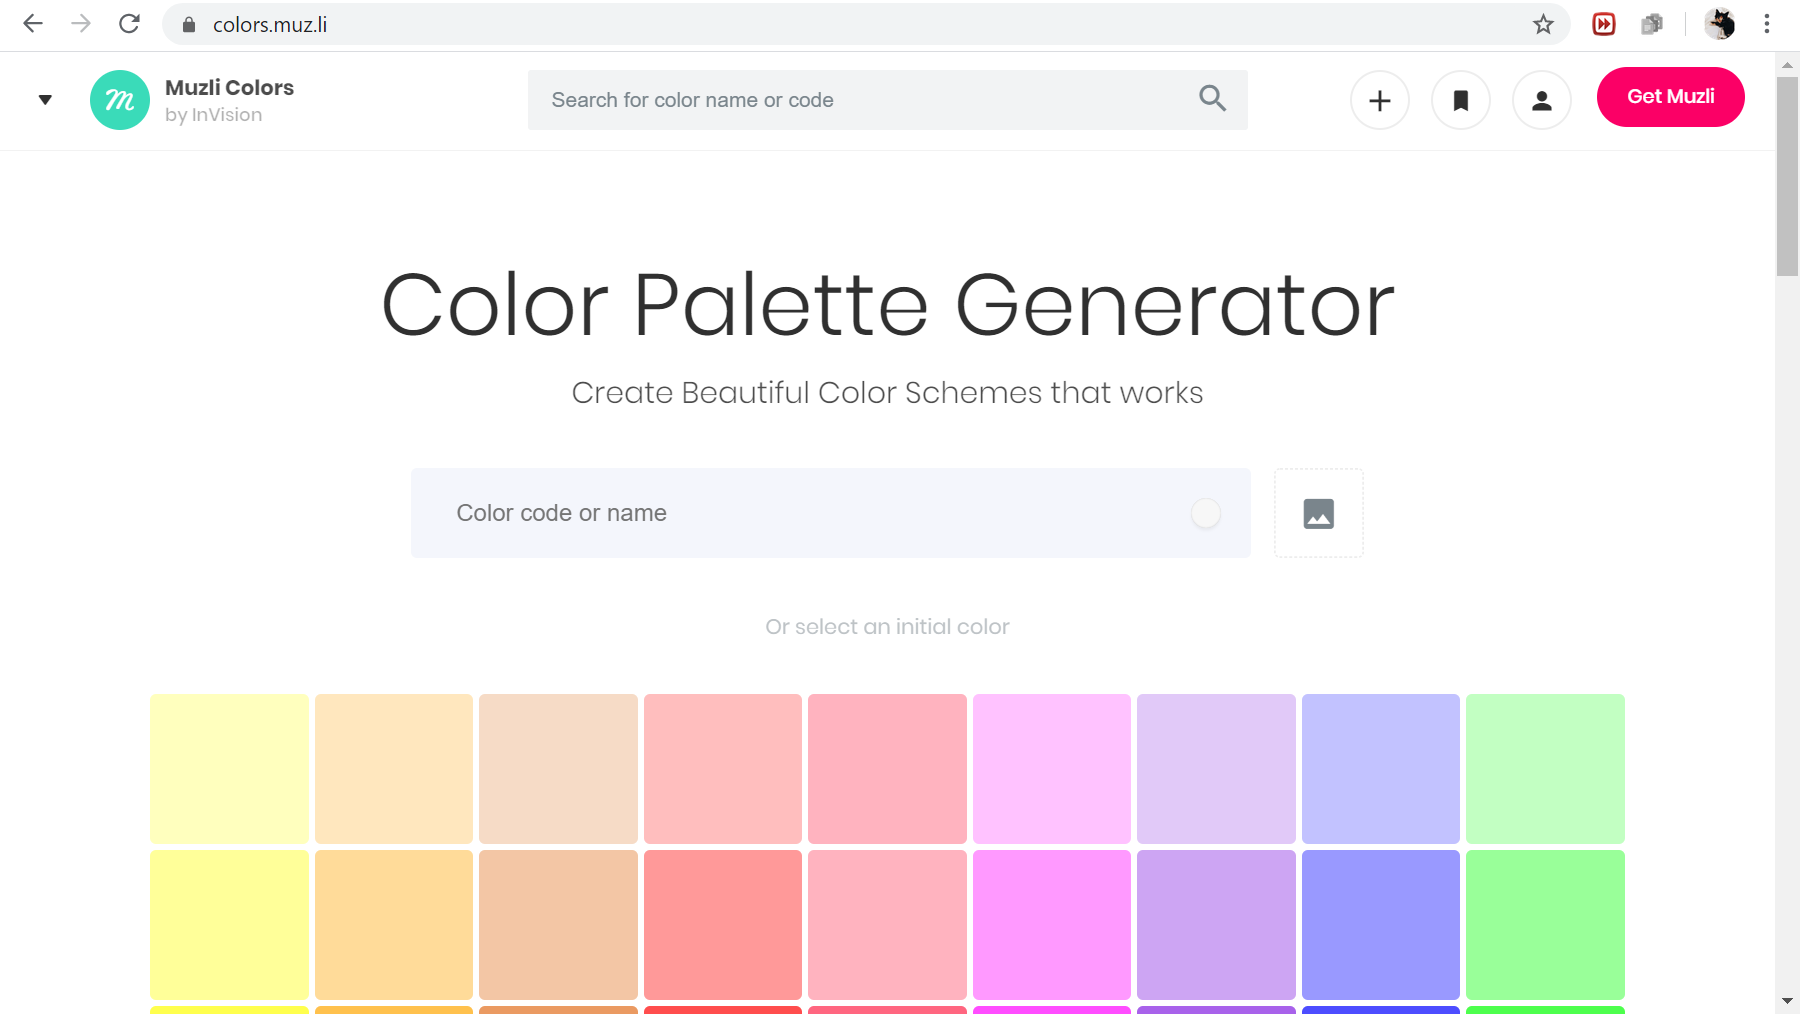 colors.muz.li
Muzli Colors
by InVision
Search for color name or code
Get Muzli
Color Palette Generator
Create Beautiful Color Schemes that works
Color code or name
Or select an initial color